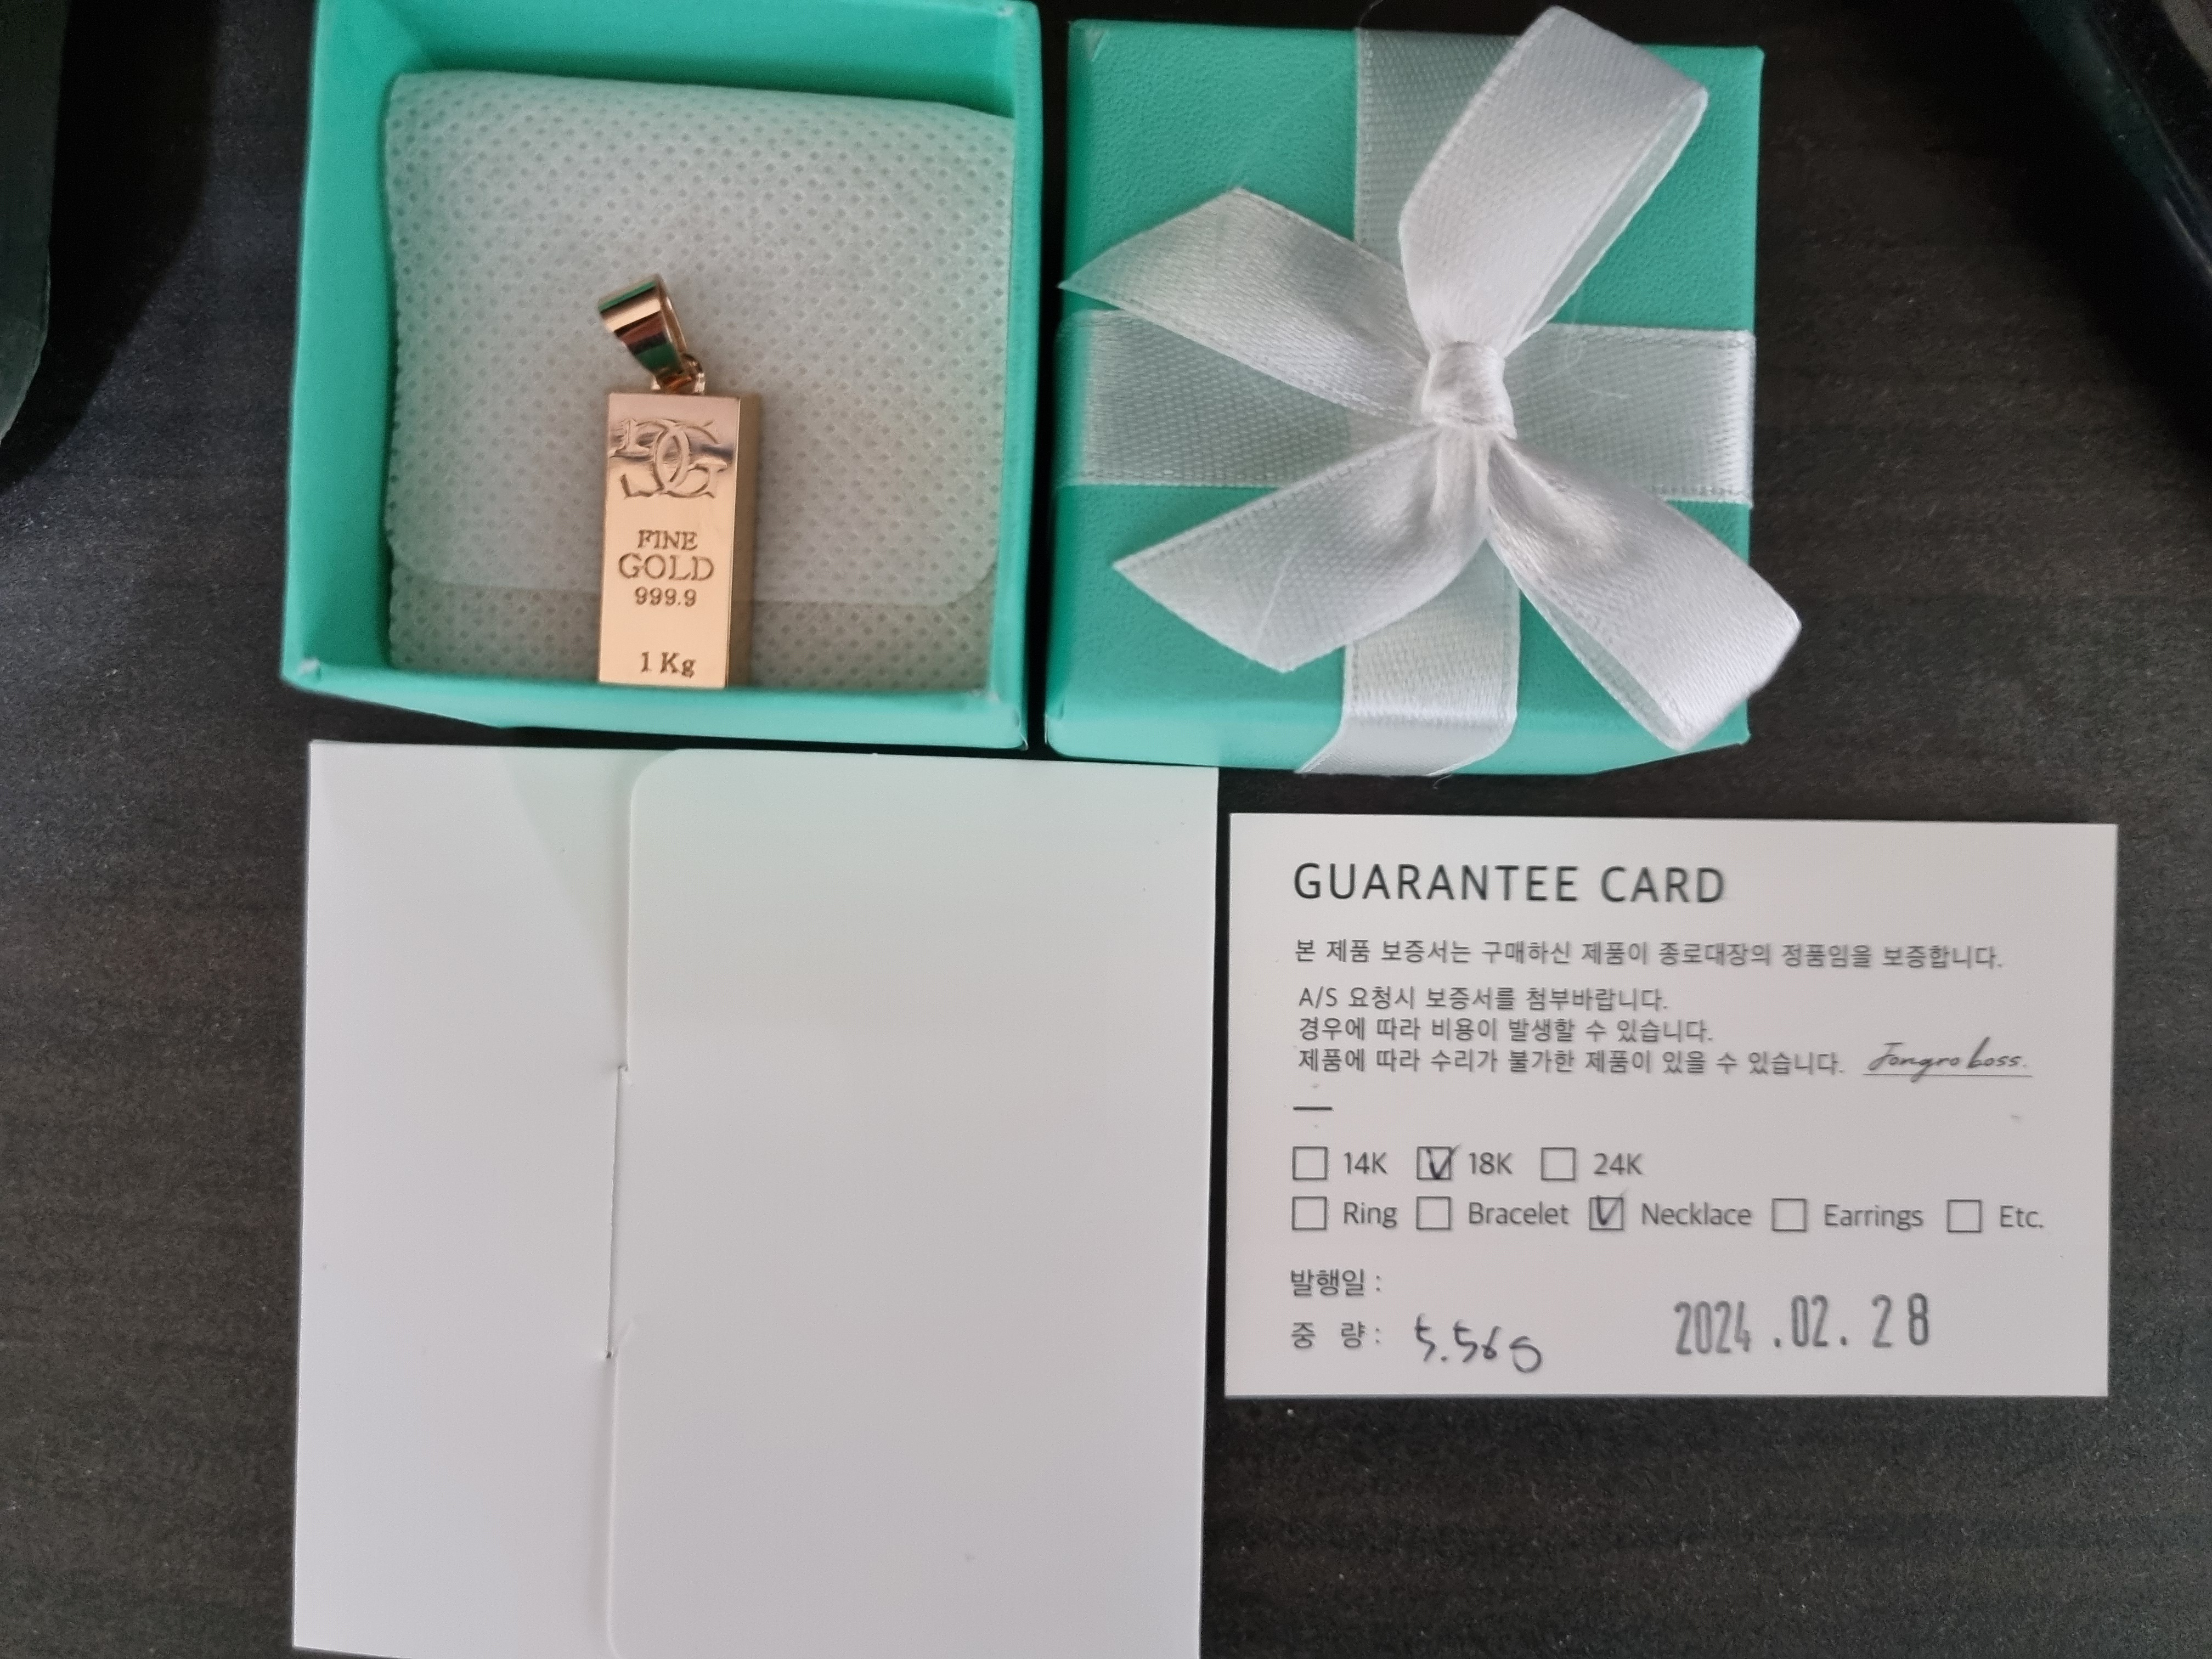 GG
FINE
GOLD
999.9
1 Kg
GUARANTEE CARD
본 제품 보증서는 구매하신 제품이 종로대장의 정품임을 보증합니다.
A/S 요청시 보증서를 첨부바랍니다.
경우에 따라 비용이 발생할 수 있습니다.
제품에 따라 수리가 불가한 제품이 있을 수 있습니다. Jongro boss.
14K 18K 24K
Ring Bracelet Necklace Earrings Etc.
발행일 : 2024.02.28
중 량 : 5.56g